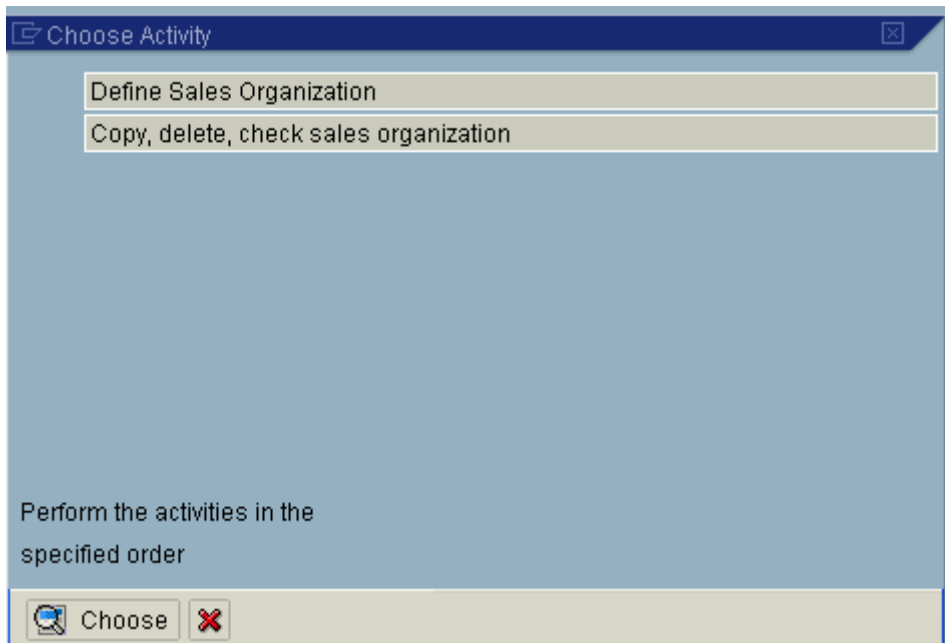 Choose Activity
Define Sales Organization
Copy, delete, check sales organization
Perform the activities in the
specified order
Choose